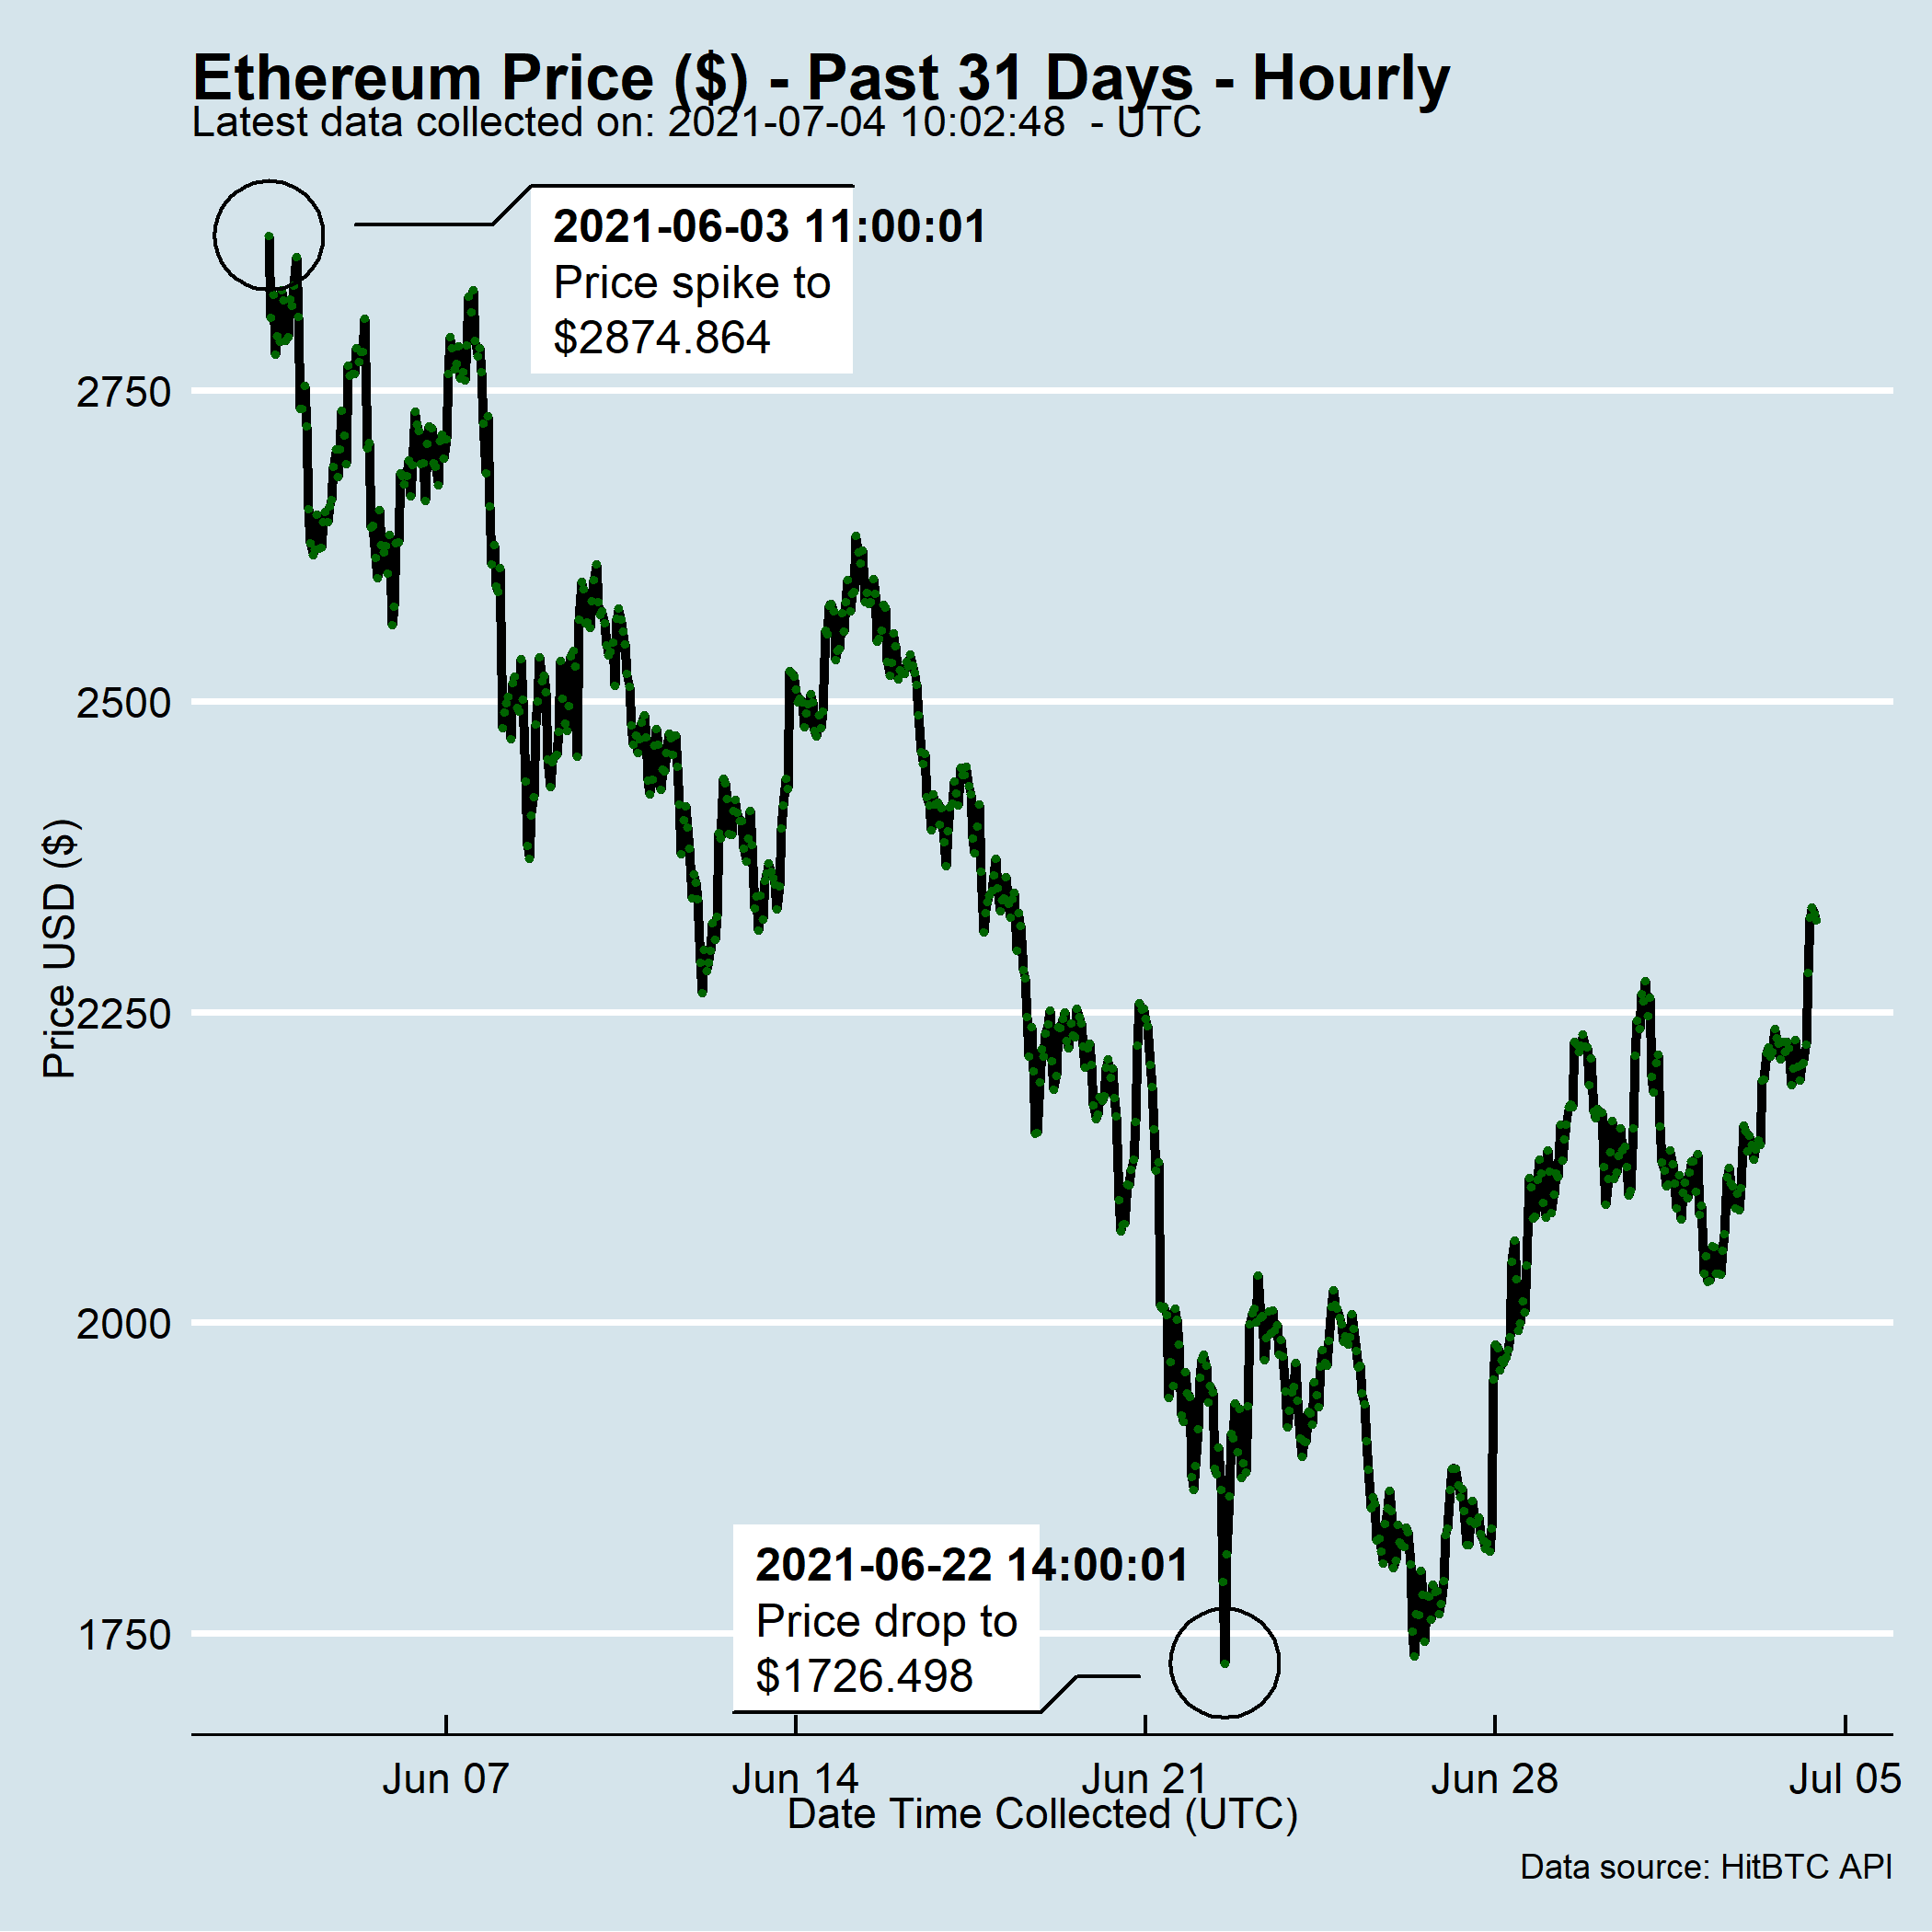 Ethereum Price ($) - Past 31 Days - Hourly
Latest data collected on: 2021-07-04 10:02:48  - UTC
2021-06-03 11:00:01
Price spike to
$2874.864
2750
2500
2250
2000
1750
Price USD ($)
2021-06-22 14:00:01
Price drop to
$1726.498
Jun 07
Jun 14
Jun 21
Jun 28
Jul 05
Date Time Collected (UTC)
Data source: HitBTC API